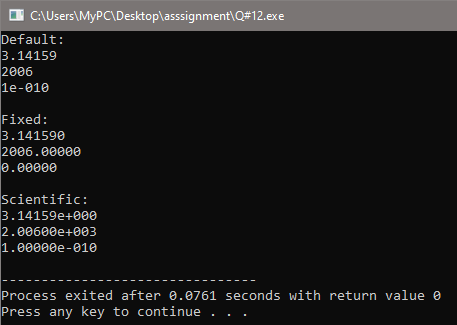 C:\Users\MyPC\Desktop\asssignment\Q#12.exe
Default:
3.14159
2006
1e-010
Fixed:
3.141590
2006.00000
0.00000
Scientific:
3.14159e+000
2.00600e+003
1.00000e-010
--------------------------------
Process exited after 0.0761 seconds with return value 0
Press any key to continue . . .